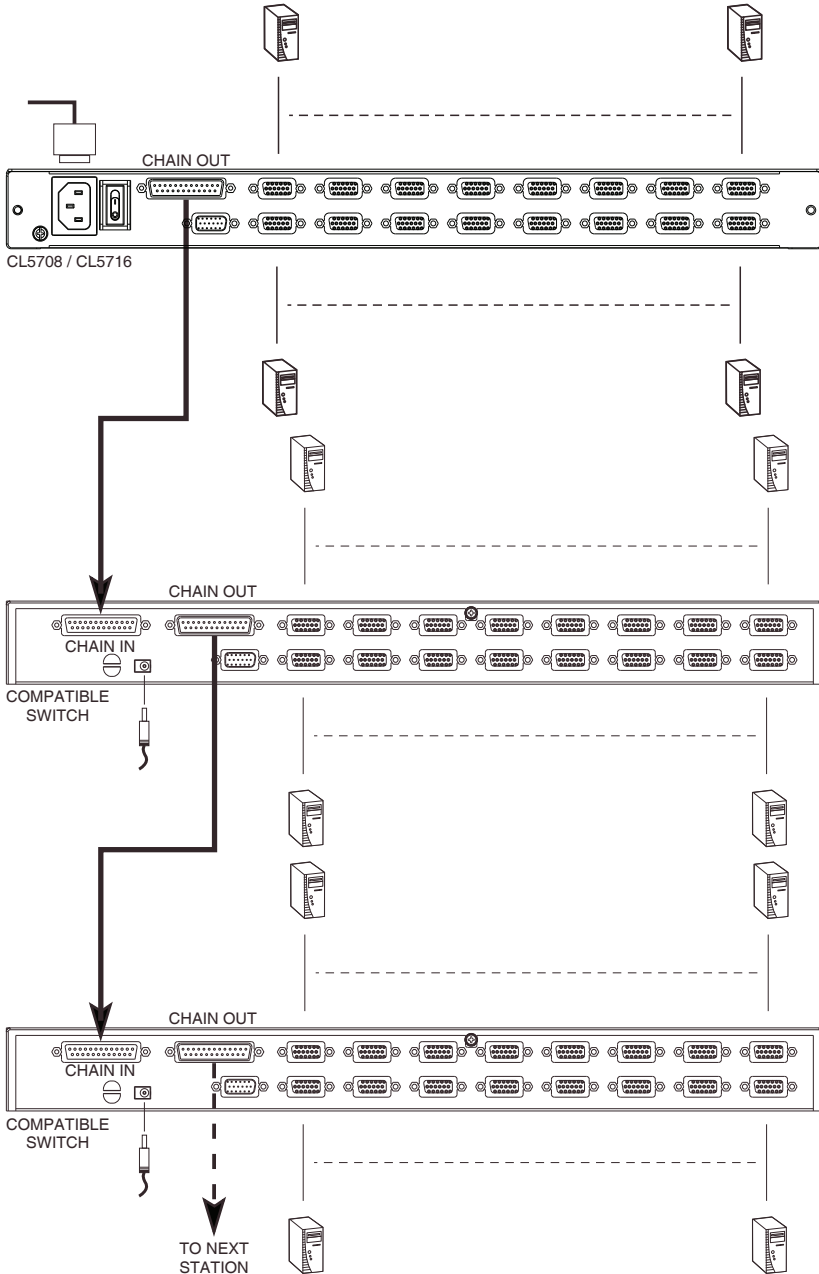 CHAIN OUT
CL5708 / CL5716
CHAIN OUT
CHAIN IN
COMPATIBLE
SWITCH
CHAIN OUT
CHAIN IN
COMPATIBLE
SWITCH
TO NEXT
STATION